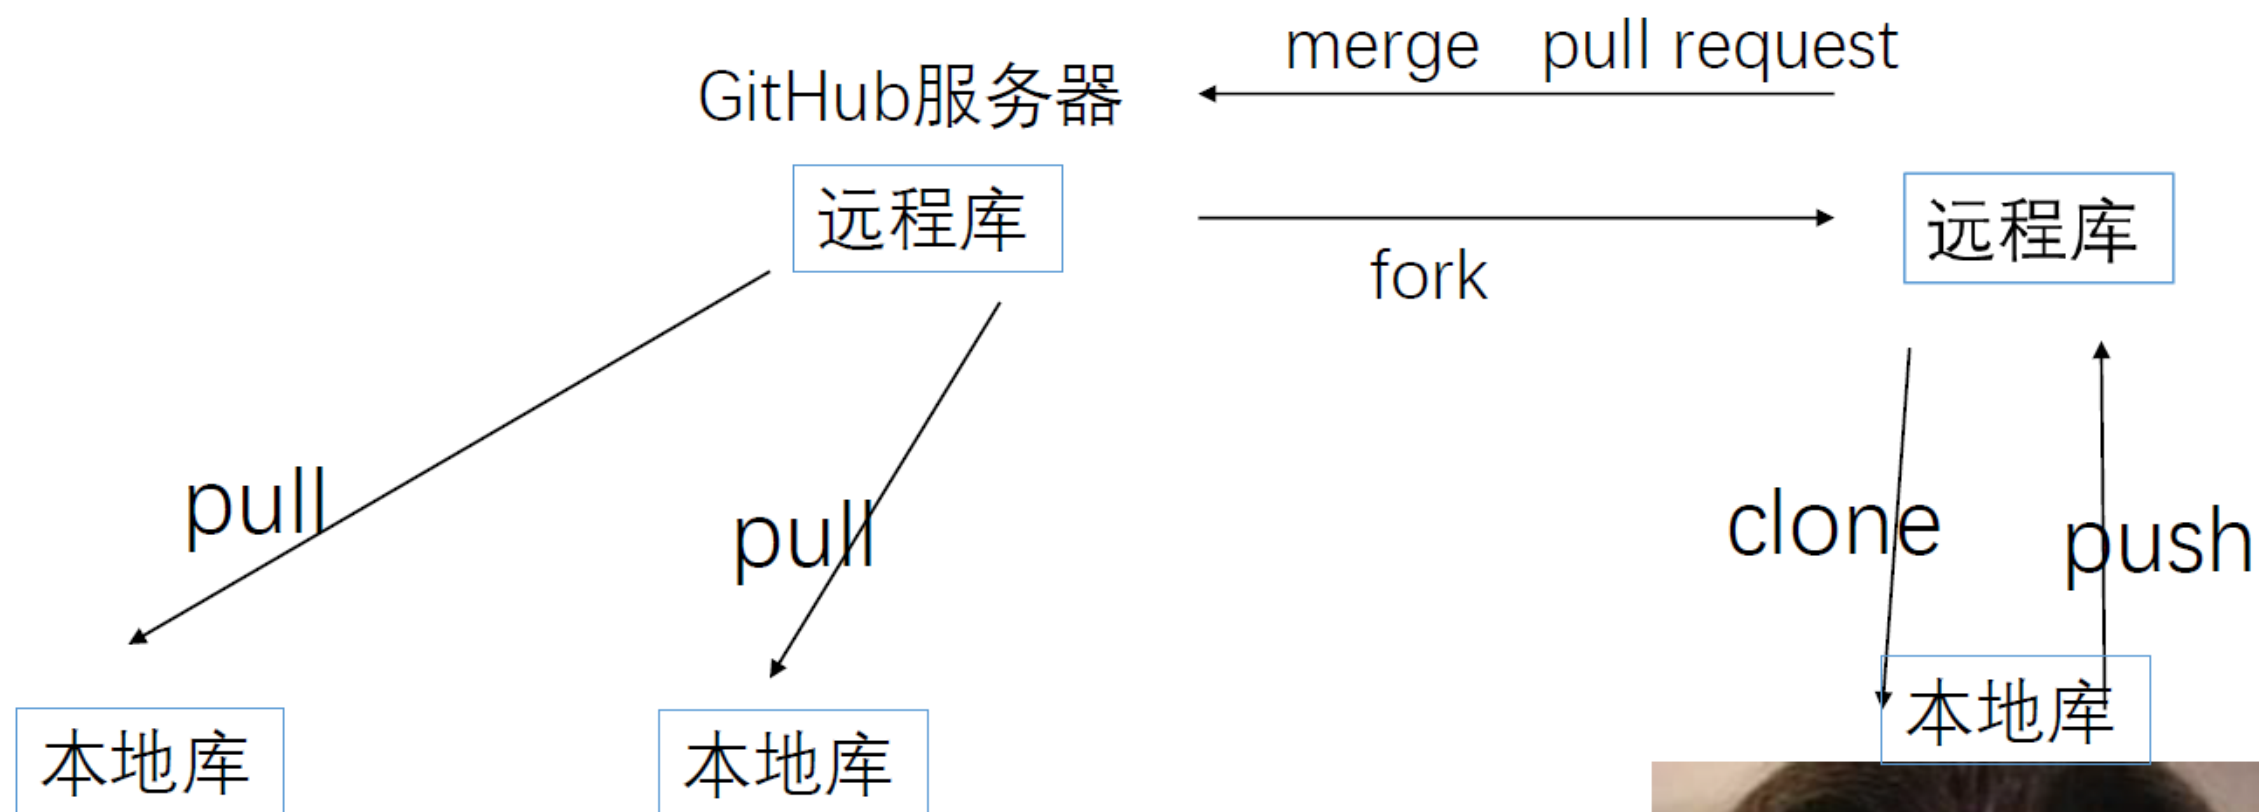 merge pull request
GitHub服务器
远程库
远程库
fork
pull
pull
clone
push
本地库
本地库
本地库